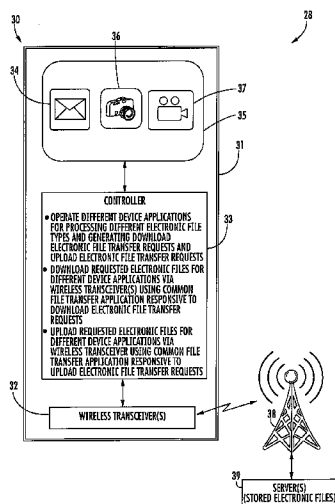 30
36
28
34
37
35
31
CONTROLLER
• OPERATE DIFFERENT DEVICE APPLICATIONS
FOR PROCESSING DIFFERENT ELECTRONIC FILE
TYPES AND GENERATING DOWNLOAD
ELECTRONIC FILE TRANSFER REQUESTS AND
UPLOAD ELECTRONIC FILE TRANSFER REQUESTS
• DOWNLOAD REQUESTED ELECTRONIC FILES FOR
DIFFERENT DEVICE APPLICATIONS VIA
WIRELESS TRANSCEIVER(S) USING COMMON
FILE TRANSFER APPLICATION RESPONSIVE TO
DOWNLOAD ELECTRONIC FILE TRANSFER
REQUESTS
• UPLOAD REQUESTED ELECTRONIC FILES FOR
DIFFERENT DEVICE APPLICATIONS VIA
WIRELESS TRANSCEIVER USING COMMON FILE
TRANSFER APPLICATION RESPONSIVE TO
UPLOAD ELECTRONIC FILE TRANSFER REQUESTS
33
32
WIRELESS TRANSCEIVER(S)
38
39
SERVER(S)
(STORED ELECTRONIC FILES)